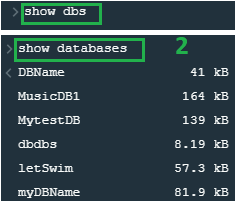 > show dbs
> show databases 2
< DBName 41 kB
MusicDB1 164 kB
MytestDB 139 kB
dbdbs 8.19 kB
letSwim 57.3 kB
myDBName 81.9 kB